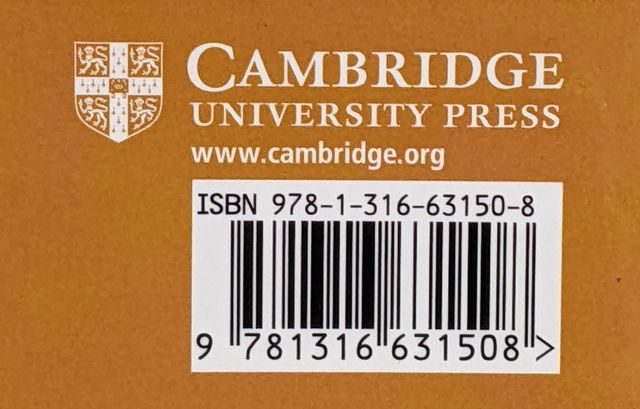 CAMBRIDGE
UNIVERSITY PRESS
www.cambridge.org
ISBN 978-1-316-63150-8
9 781316 631508 >